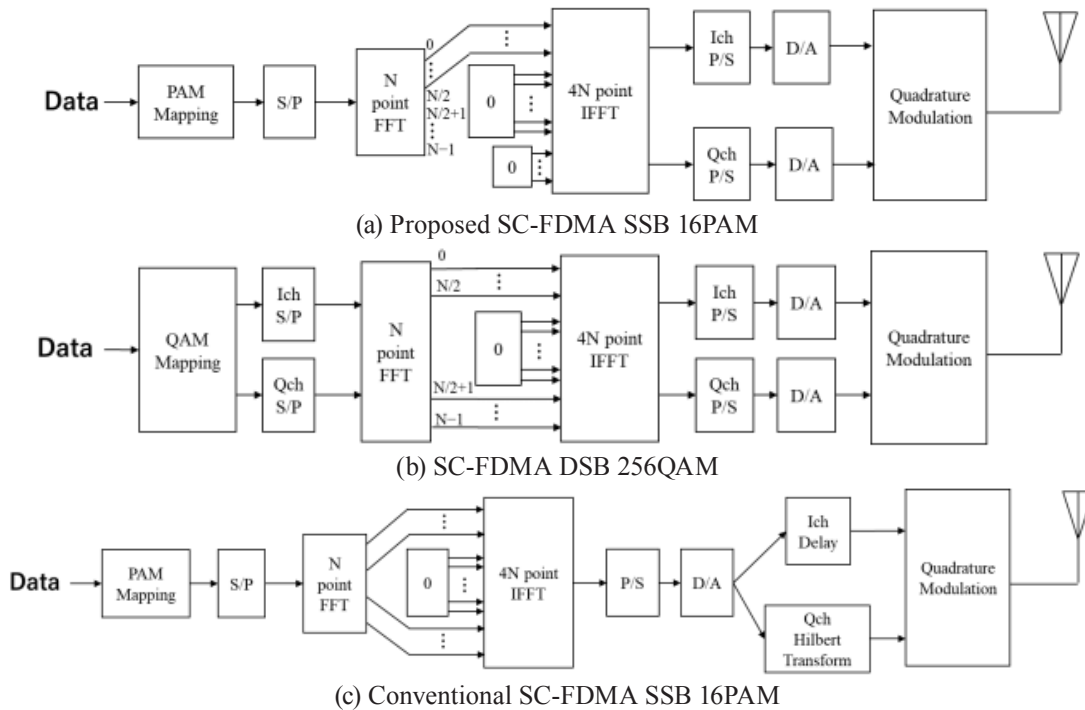 Data
PAM
Mapping
S/P
N
point
FFT
0
N/2
N/2+1
N−1
0
0
4N point
IFFT
Ich
P/S
D/A
Qch
P/S
D/A
Quadrature
Modulation
(a) Proposed SC-FDMA SSB 16PAM
Data
QAM
Mapping
Ich
S/P
Qch
S/P
N
point
FFT
0
N/2
N/2+1
N−1
0
4N point
IFFT
Ich
P/S
D/A
Qch
P/S
D/A
Quadrature
Modulation
(b) SC-FDMA DSB 256QAM
Data
PAM
Mapping
S/P
N
point
FFT
0
4N point
IFFT
P/S
D/A
Ich
Delay
Qch
Hilbert
Transform
Quadrature
Modulation
(c) Conventional SC-FDMA SSB 16PAM